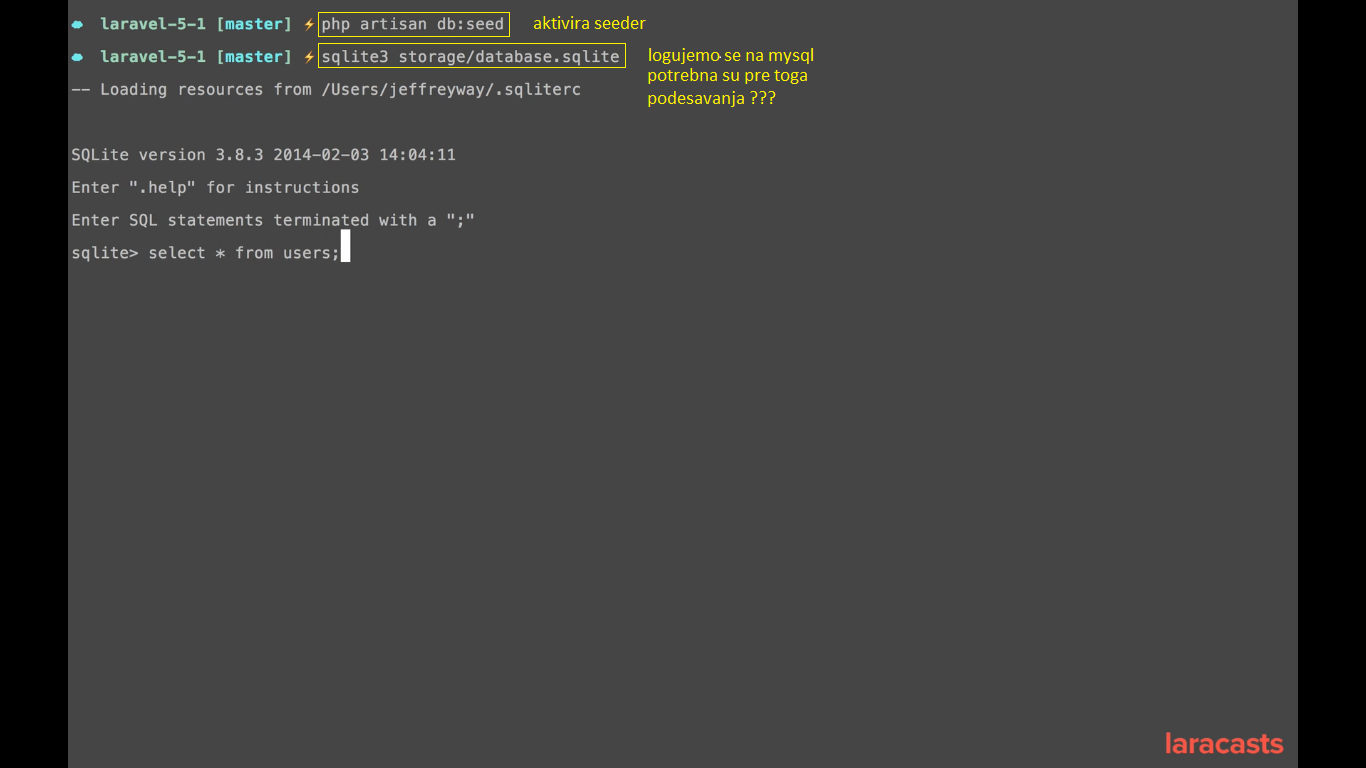 laravel-5-1 [master] ⚡php artisan db:seed aktivira seeder
laravel-5-1 [master] ⚡sqlite3 storage/database.sqlite logujemo se na mysql
potrebna su pre toga
-- Loading resources from /Users/jeffreyway/.sqliterc
podesavanja ???
SQLite version 3.8.3 2014-02-03 14:04:11
Enter ".help" for instructions
Enter SQL statements terminated with a ";"
sqlite> select * from users;
laracasts